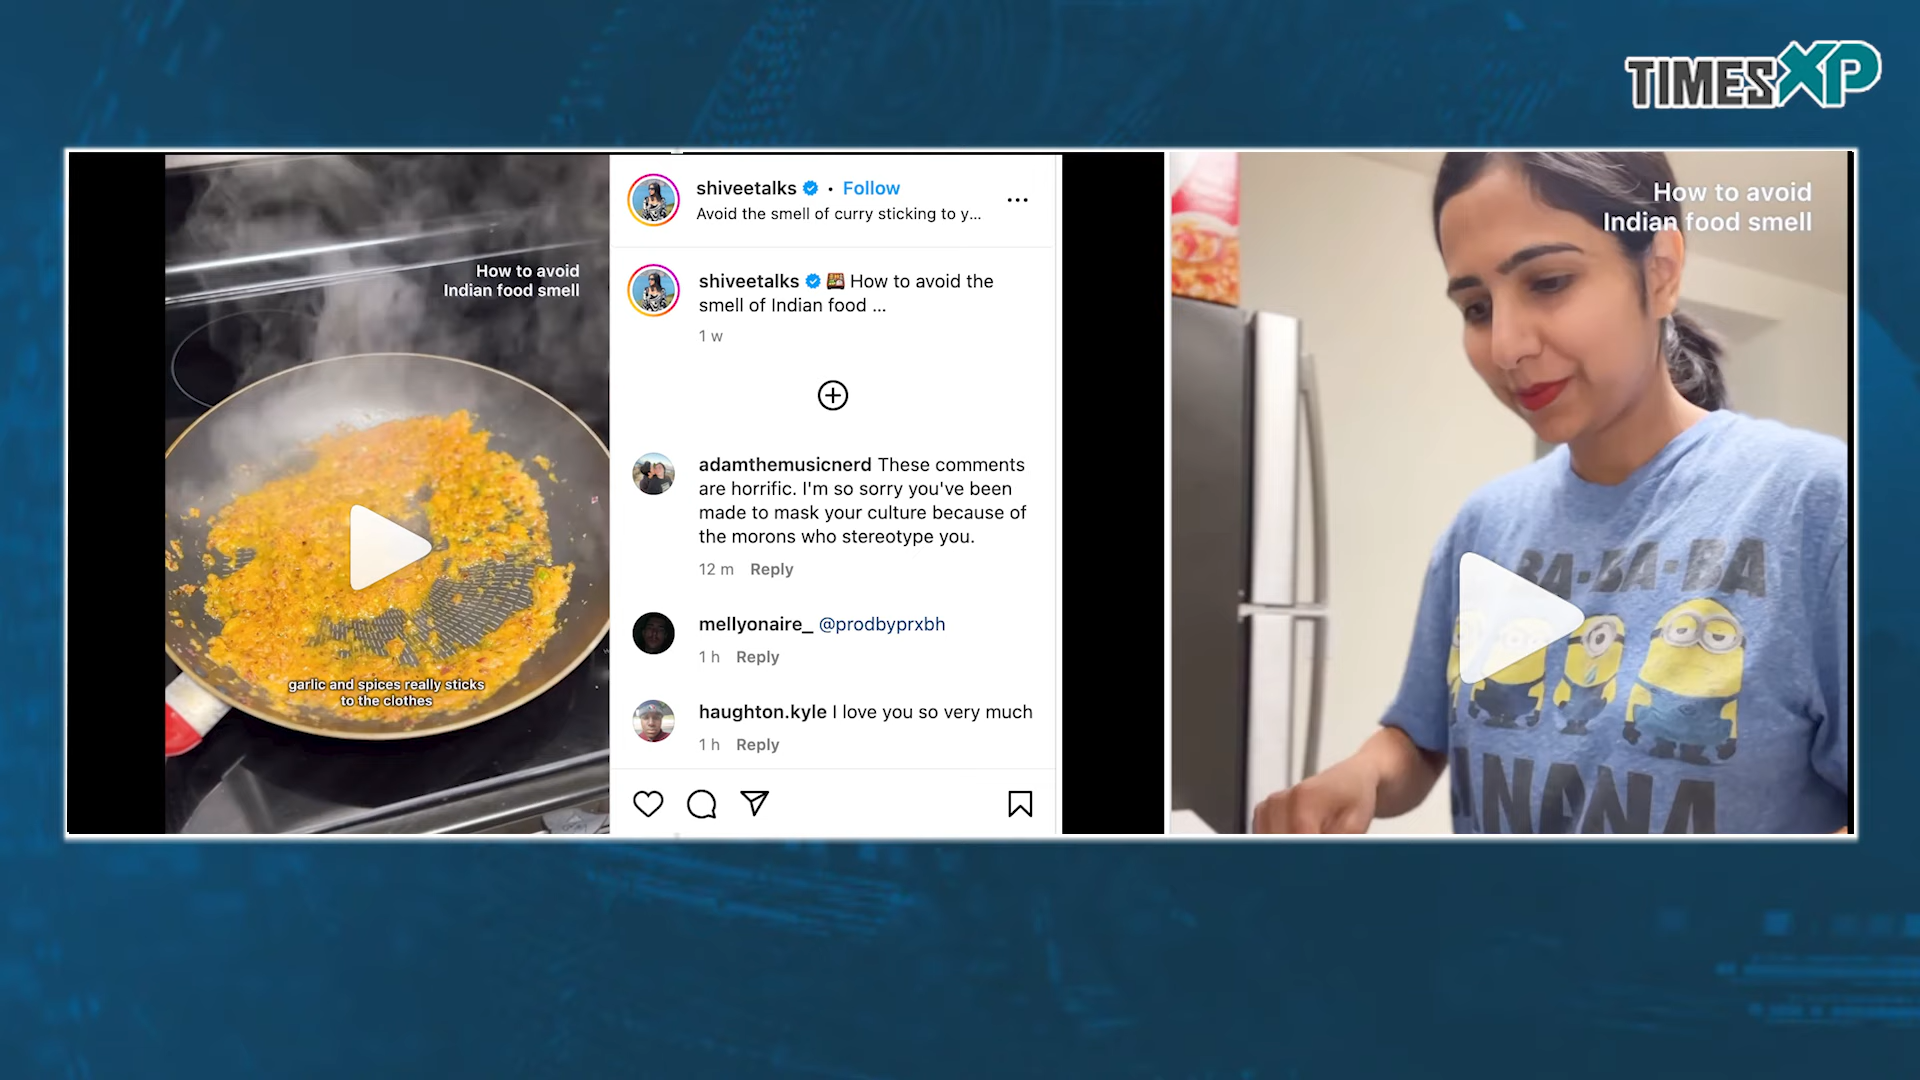 TIMESXP
How to avoid
Indian food smell
garlic and spices really sticks
to the clothes
shiveetalks • Follow
Avoid the smell of curry sticking to y...
shiveetalks 🍱 How to avoid the
smell of Indian food ...
1 w
adamthemusicnerd These comments
are horrific. I'm so sorry you've been
made to mask your culture because of
the morons who stereotype you.
12 m Reply
mellyonaire_ @prodbyprxbh
1 h Reply
haughton.kyle I love you so very much
1 h Reply
How to avoid
Indian food smell
BA-BA-BA
NANA